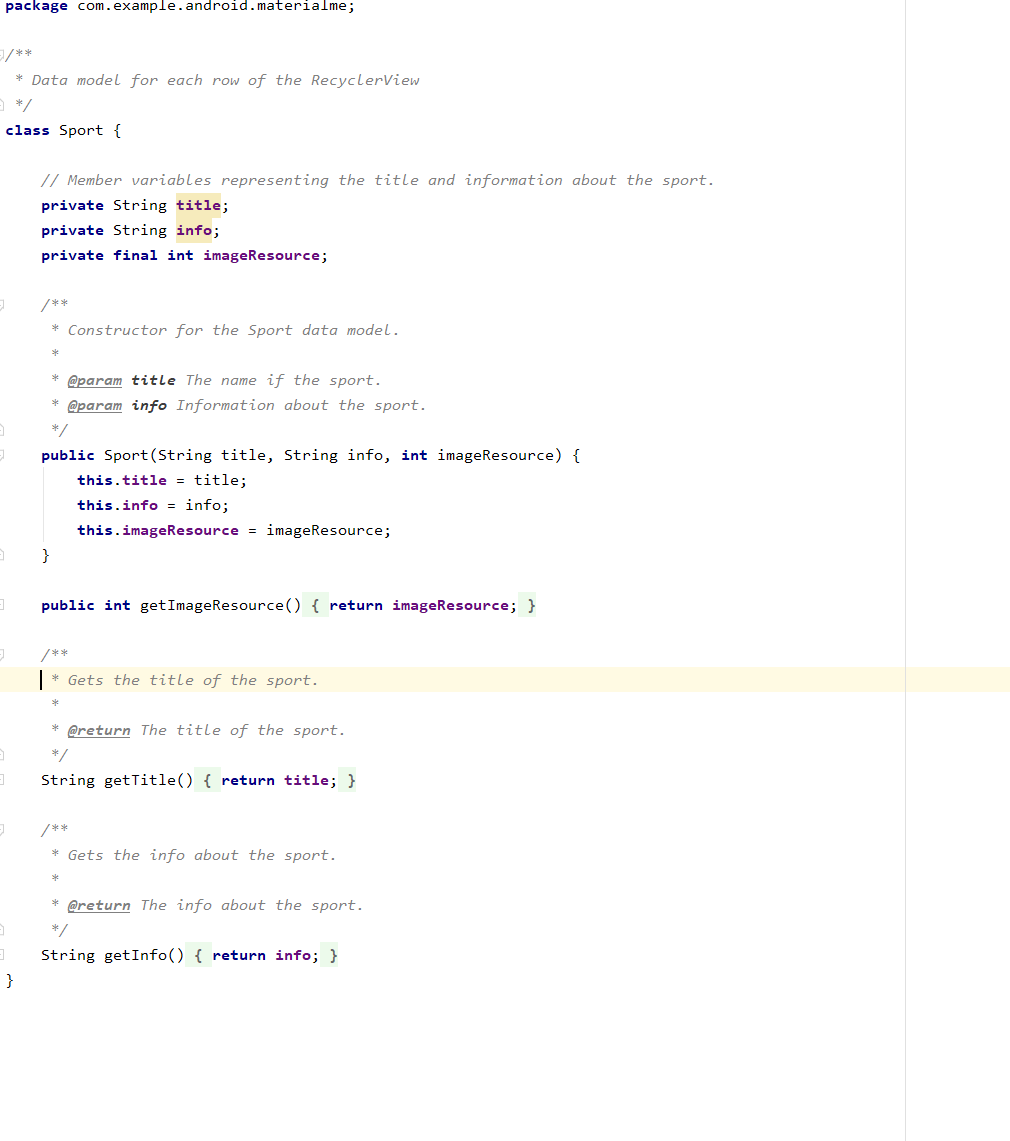 package com.example.android.materialme;
/**
 * Data model for each row of the RecyclerView
 */
class Sport {
    // Member variables representing the title and information about the sport.
    private String title;
    private String info;
    private final int imageResource;
    /**
     * Constructor for the Sport data model.
     *
     * @param title The name if the sport.
     * @param info Information about the sport.
     */
    public Sport(String title, String info, int imageResource) {
        this.title = title;
        this.info = info;
        this.imageResource = imageResource;
    }
    public int getImageResource() { return imageResource; }
    /**
     * Gets the title of the sport.
     *
     * @return The title of the sport.
     */
    String getTitle() { return title; }
    /**
     * Gets the info about the sport.
     *
     * @return The info about the sport.
     */
    String getInfo() { return info; }
}